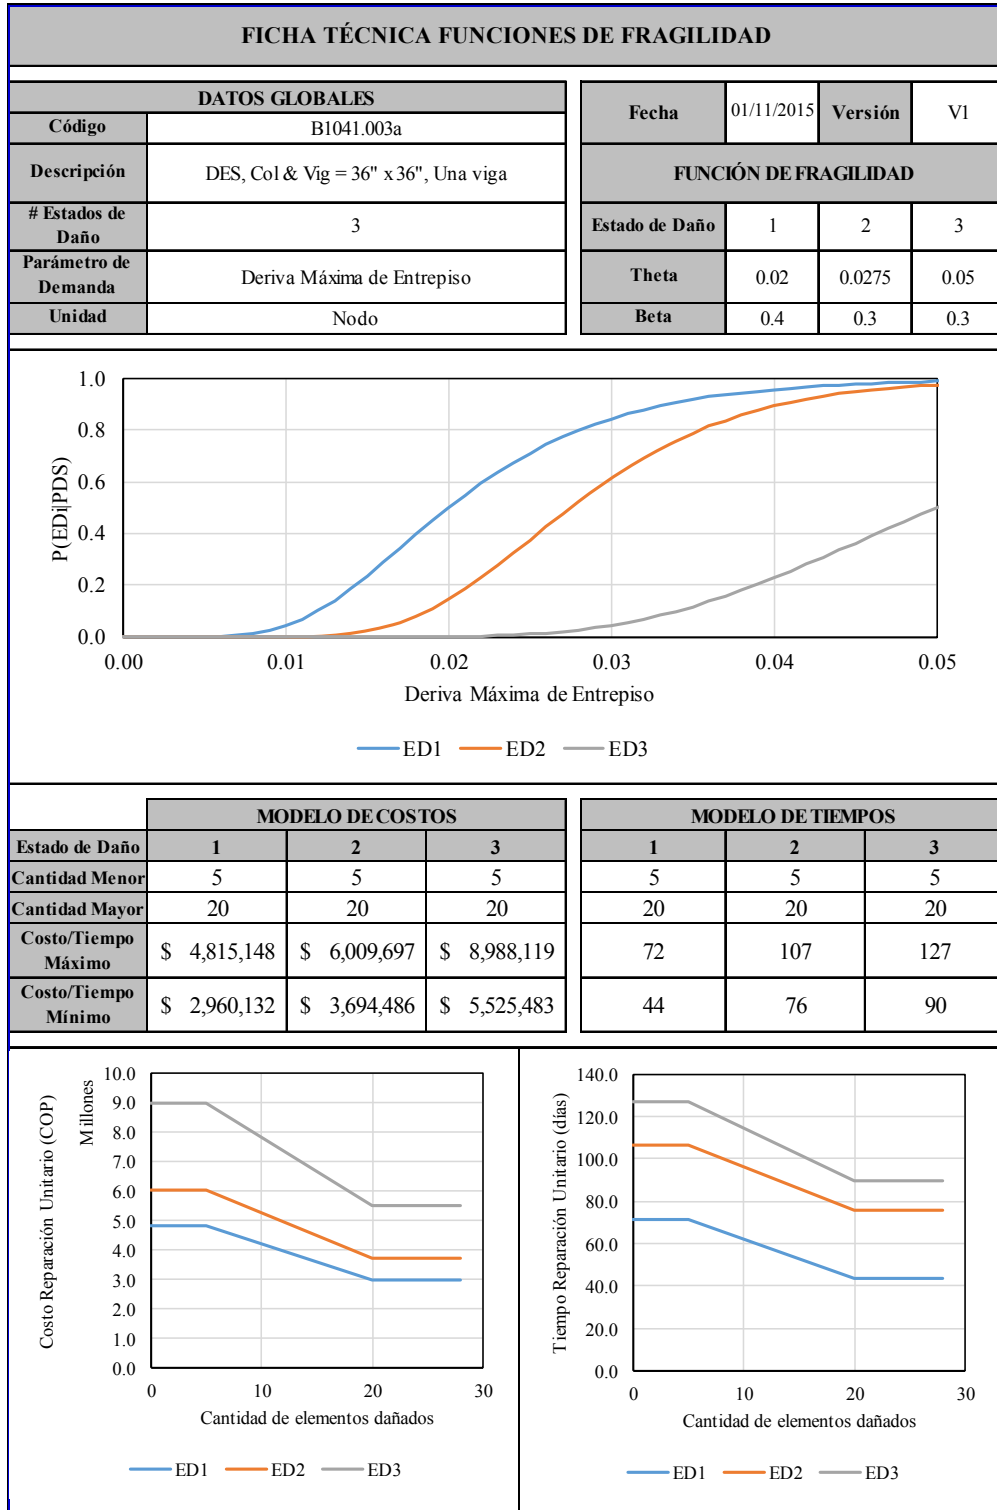 FICHA TÉCNICA FUNCIONES DE FRAGILIDAD
DATOS GLOBALES
Código B1041.003a
Descripción DES, Col & Vig = 36" x 36", Una viga
# Estados de
Daño 3
Parámetro de
Demanda Deriva Máxima de Entrepiso
Unidad Nodo
Fecha 01/11/2015 Versión V1
FUNCIÓN DE FRAGILIDAD
Estado de Daño 1 2 3
Theta 0.02 0.0275 0.05
Beta 0.4 0.3 0.3
P(EDi|PDS)
1.0
0.8
0.6
0.4
0.2
0.0
0.00 0.01 0.02 0.03 0.04 0.05
Deriva Máxima de Entrepiso
ED1 ED2 ED3
MODELO DE COSTOS MODELO DE TIEMPOS
Estado de Daño 1 2 3 1 2 3
Cantidad Menor 5 5 5 5 5 5
Cantidad Mayor 20 20 20 20 20 20
Costo/Tiempo
Máximo $ 4,815,148 $ 6,009,697 $ 8,988,119 72 107 127
Costo/Tiempo
Mínimo $ 2,960,132 $ 3,694,486 $ 5,525,483 44 76 90
Costo Reparación Unitario (COP)
Millones
10.0
9.0
8.0
7.0
6.0
5.0
4.0
3.0
2.0
1.0
0.0
0 10 20 30
Cantidad de elementos dañados
ED1 ED2 ED3
Tiempo Reparación Unitario (días)
140.0
120.0
100.0
80.0
60.0
40.0
20.0
0.0
0 10 20 30
Cantidad de elementos dañados
ED1 ED2 ED3